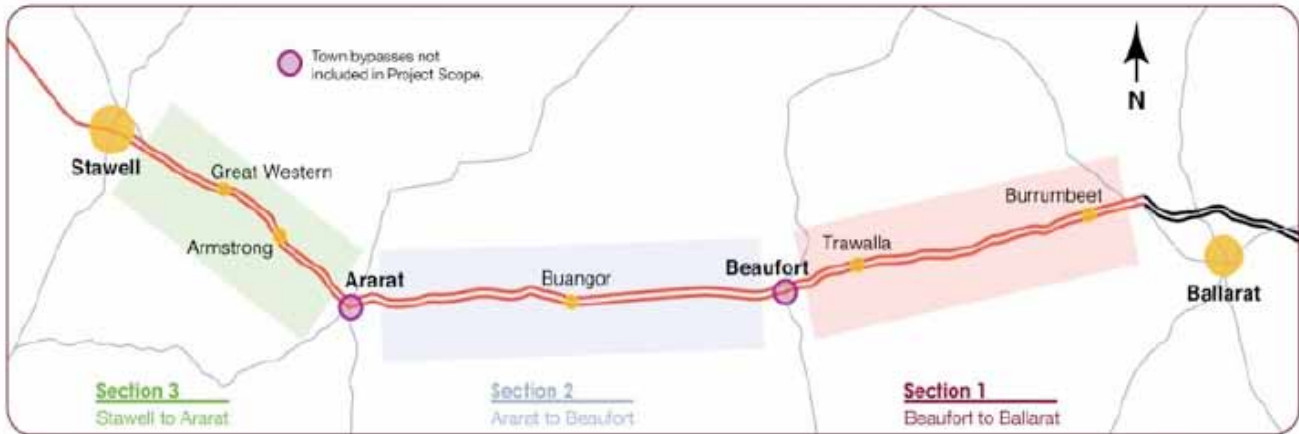 Town bypasses not
included in Project Scope.
N
Stawell
Great Western
Armstrong
Ararat
Buangor
Beaufort
Trawalla
Burrumbeet
Ballarat
Section 3
Stawell to Ararat
Section 2
Ararat to Beaufort
Section 1
Beaufort to Ballarat